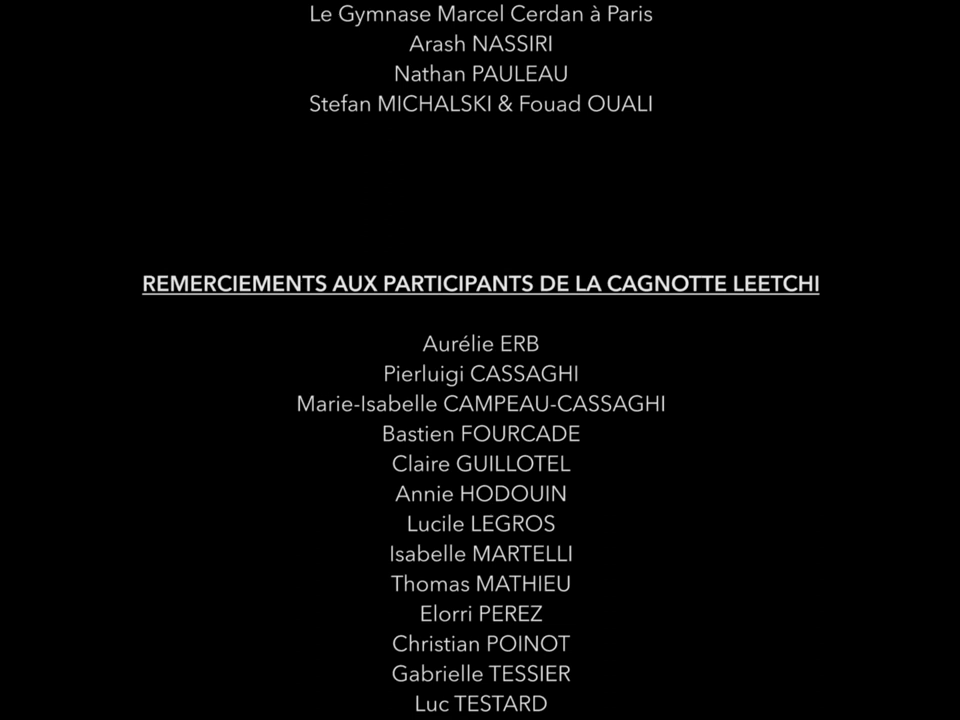 Le Gymnase Marcel Cerdan à Paris
Arash NASSIRI
Nathan PAULEAU
Stefan MICHALSKI & Fouad OUALI
REMERCIEMENTS AUX PARTICIPANTS DE LA CAGNOTTE LEETCHI
Aurélie ERB
Pierluigi CASSAGHI
Marie-Isabelle CAMPEAU-CASSAGHI
Bastien FOURCADE
Claire GUILLOTEL
Annie HODOUIN
Lucile LEGROS
Isabelle MARTELLI
Thomas MATHIEU
Elorri PEREZ
Christian POINOT
Gabrielle TESSIER
Luc TESTARD